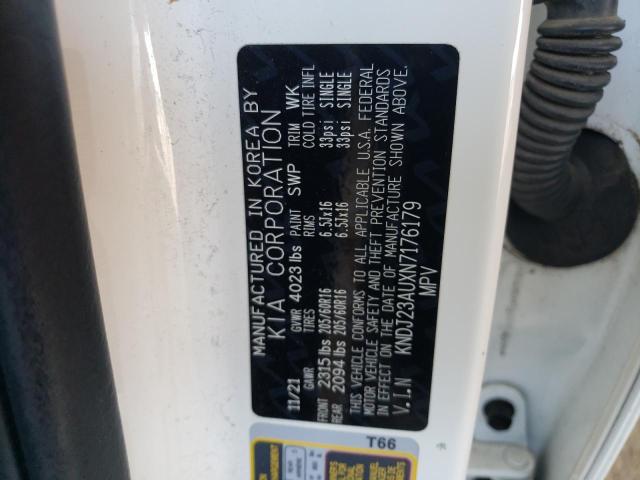 MANUFACTURED IN KOREA BY
KIA CORPORATION
11/21 GVWR 4023 lbs PAINT SWP TRIM WK
GAWR TIRES RIMS COLD TIRE INFL
FRONT 2315 lbs 205/60R16 6.5Jx16 33psi SINGLE
REAR 2094 lbs 205/60R16 6.5Jx16 33psi SINGLE
THIS VEHICLE CONFORMS TO ALL APPLICABLE U.S.A. FEDERAL
MOTOR VEHICLE SAFETY AND THEFT PREVENTION STANDARDS
IN EFFECT ON THE DATE OF MANUFACTURE SHOWN ABOVE.
V.I.N KNDJ23AUXN7176179
MPV
T66